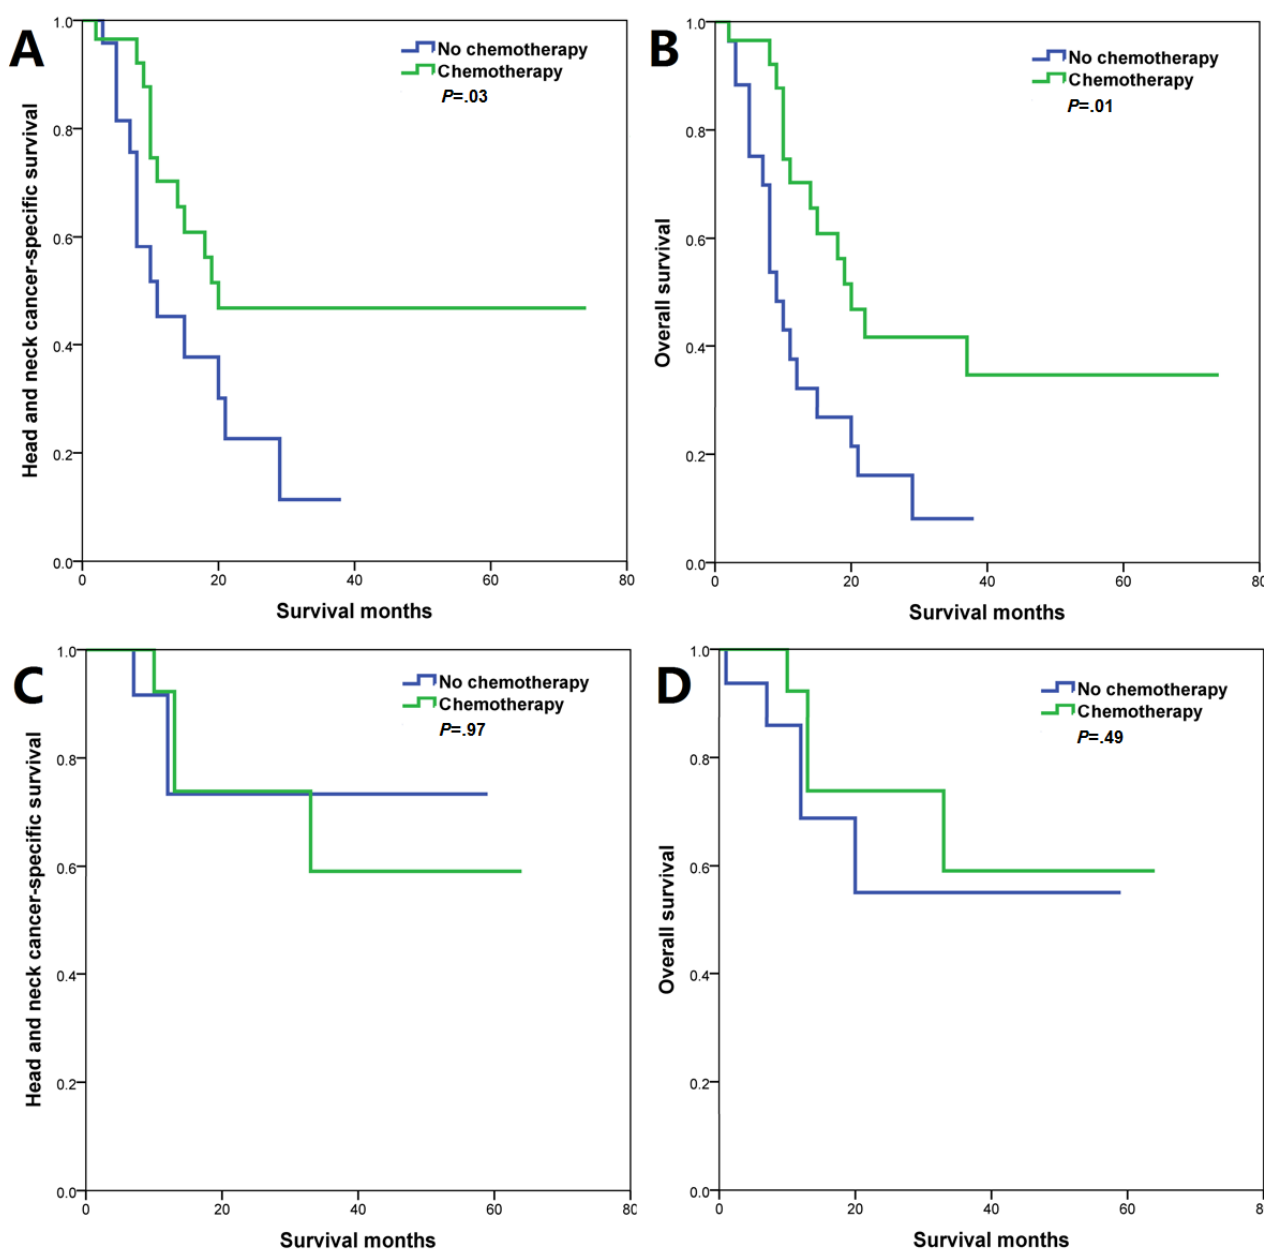 A
Head and neck cancer-specific survival
1.0
0.8
0.6
0.4
0.2
0.0
0 20 40 60 80
Survival months
No chemotherapy
Chemotherapy
P=.03
B
Overall survival
1.0
0.8
0.6
0.4
0.2
0.0
0 20 40 60 80
Survival months
No chemotherapy
Chemotherapy
P=.01
C
Head and neck cancer-specific survival
1.0
0.8
0.6
0.4
0.2
0.0
0 20 40 60 80
Survival months
No chemotherapy
Chemotherapy
P=.97
D
Overall survival
1.0
0.8
0.6
0.4
0.2
0.0
0 20 40 60 8
Survival months
No chemotherapy
Chemotherapy
P=.49